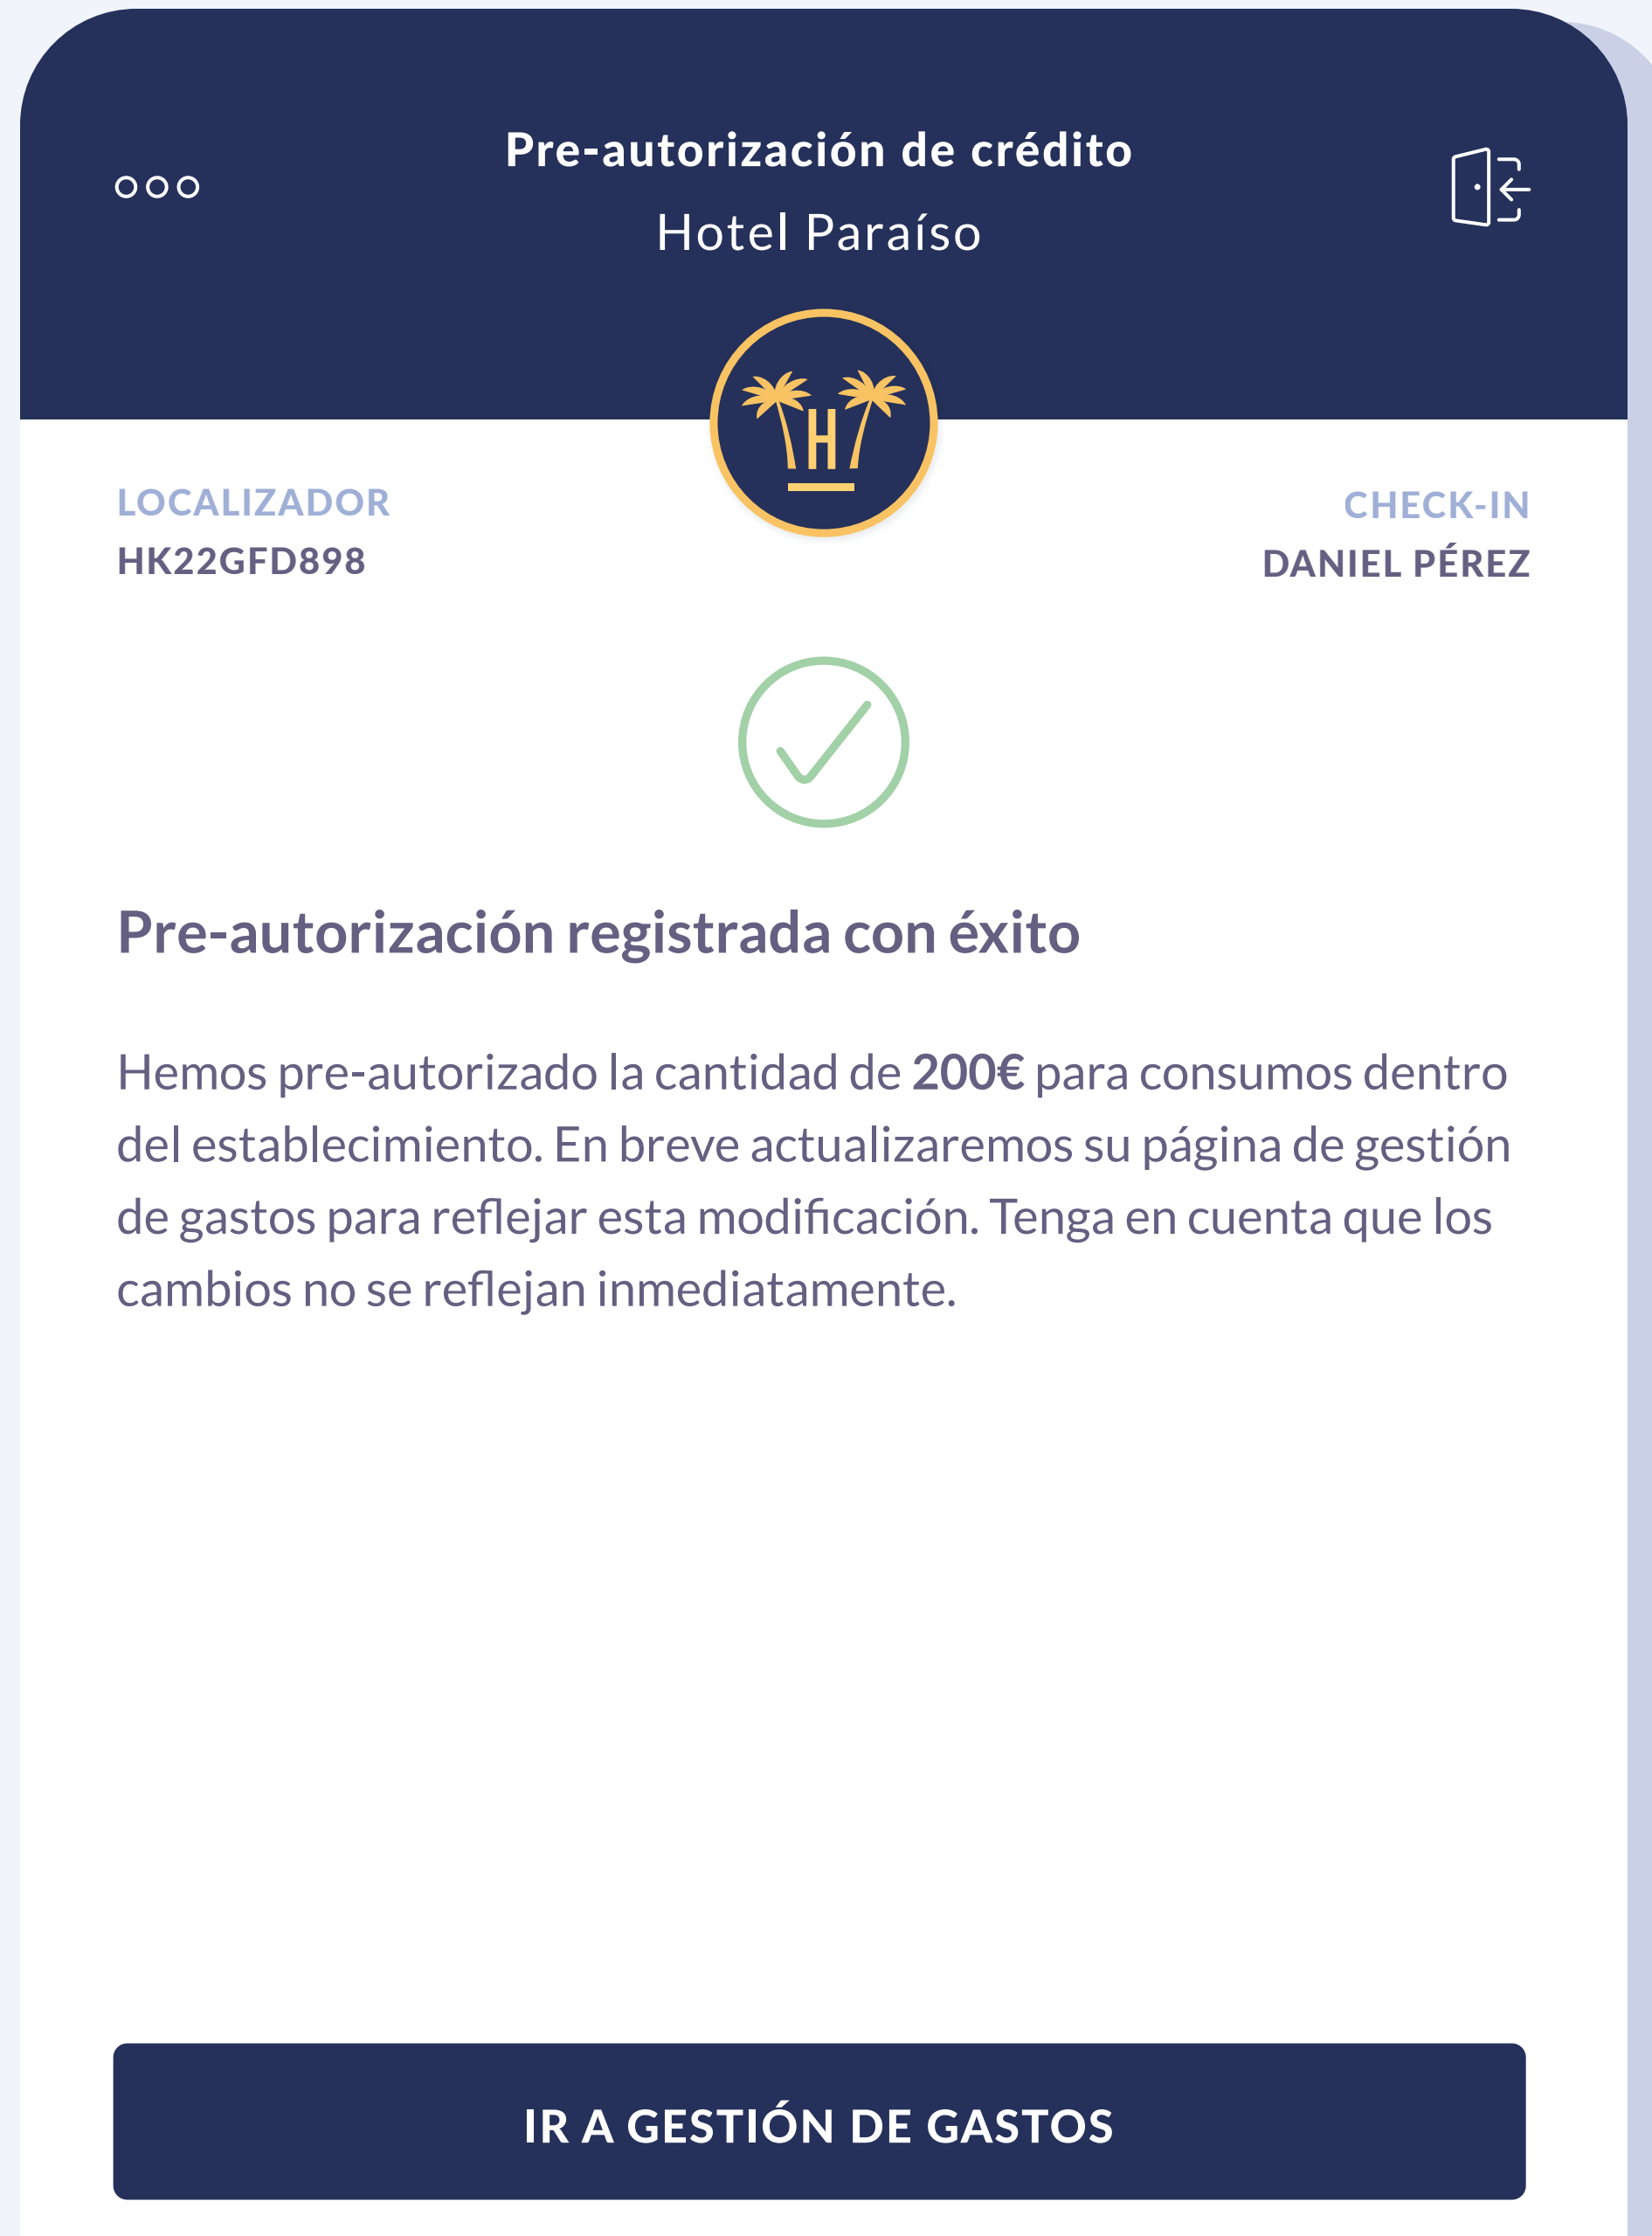 Pre-autorización de crédito
Hotel Paraíso
H
LOCALIZADOR
HK22GFD898
CHECK-IN
DANIEL PÉREZ
Pre-autorización registrada con éxito
Hemos pre-autorizado la cantidad de 200€ para consumos dentro
del establecimiento. En breve actualizaremos su página de gestión
de gastos para reflejar esta modificación. Tenga en cuenta que los
cambios no se reflejan inmediatamente.
IR A GESTIÓN DE GASTOS